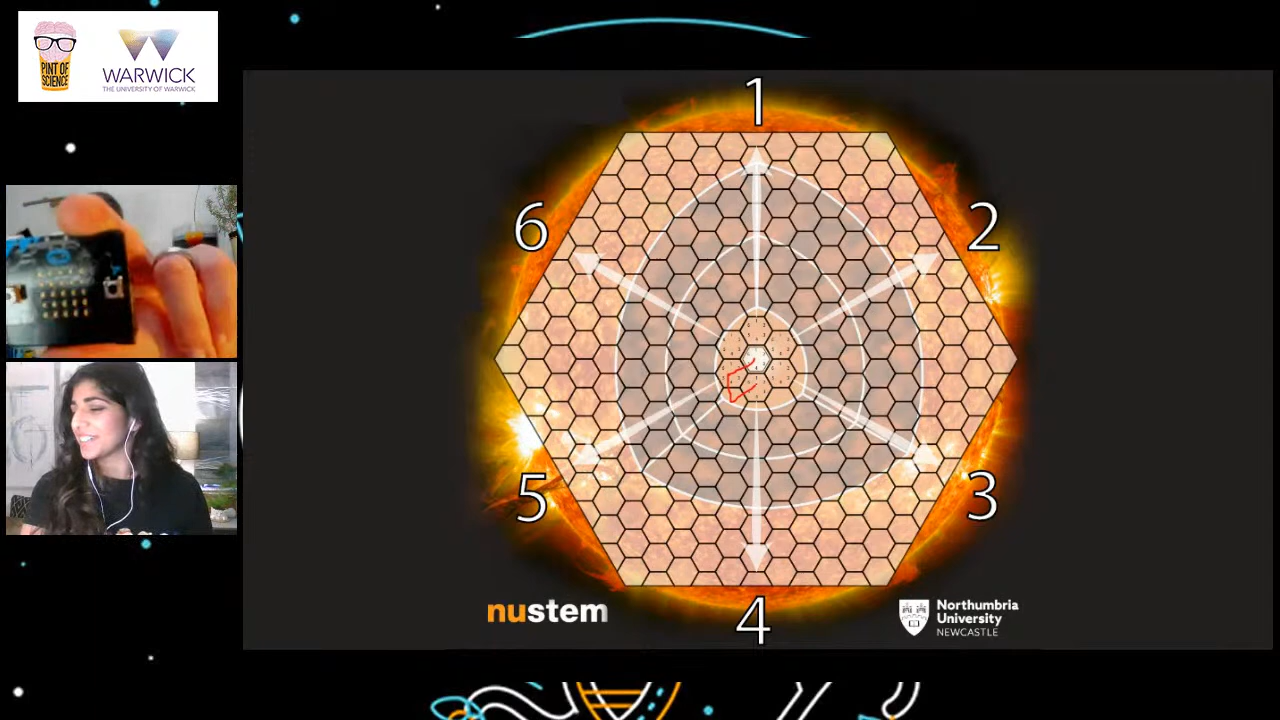 PINT OF
SCIENCE
WARWICK
THE UNIVERSITY OF WARWICK
1
6
2
5
3
4
nustem
Northumbria
University
NEWCASTLE